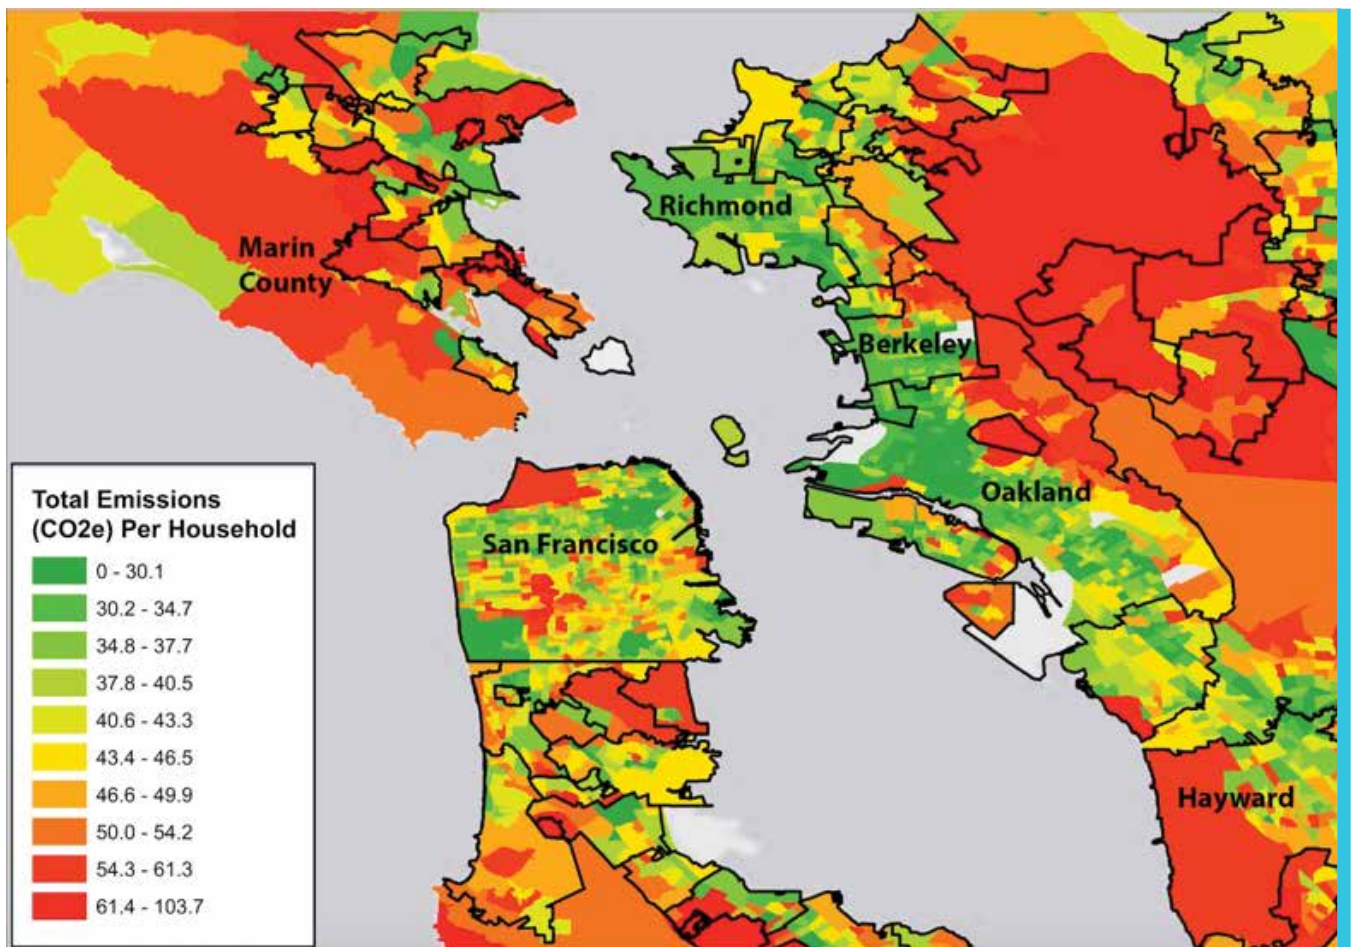 Richmond
Marin
County
Berkeley
Oakland
San Francisco
Hayward
Total Emissions
(CO2e) Per Household
0 - 30.1
30.2 - 34.7
34.8 - 37.7
37.8 - 40.5
40.6 - 43.3
43.4 - 46.5
46.6 - 49.9
50.0 - 54.2
54.3 - 61.3
61.4 - 103.7